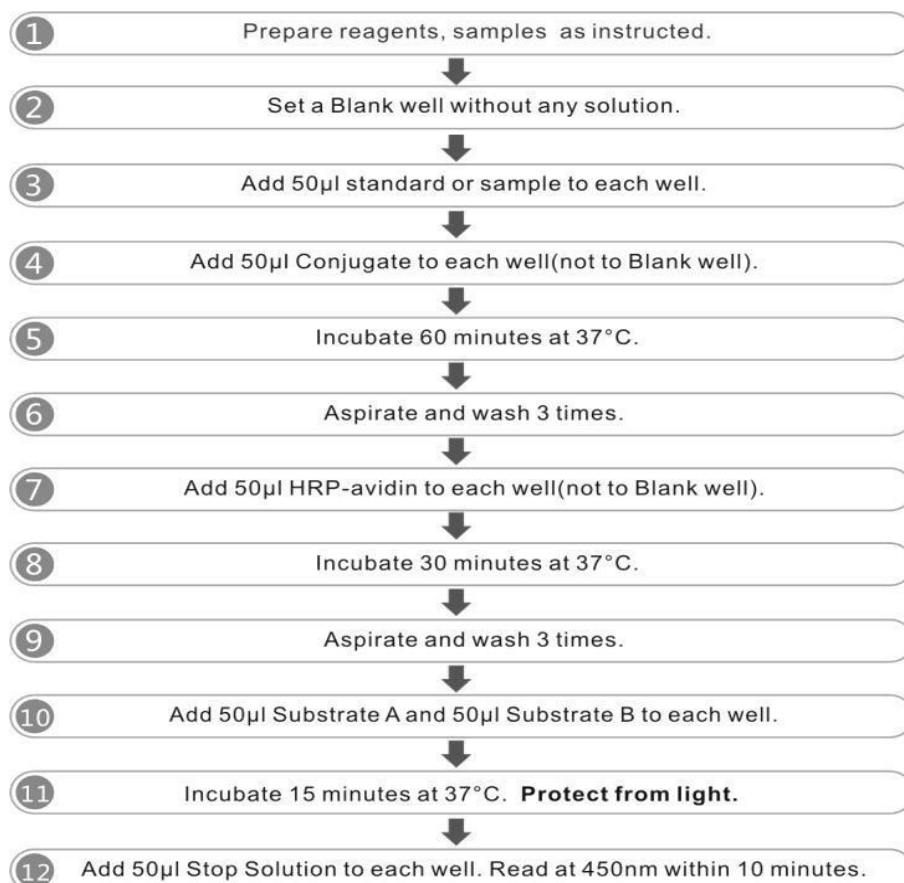 1 Prepare reagents, samples as instructed.
2 Set a Blank well without any solution.
3 Add 50µl standard or sample to each well.
4 Add 50µl Conjugate to each well(not to Blank well).
5 Incubate 60 minutes at 37°C.
6 Aspirate and wash 3 times.
7 Add 50µl HRP-avidin to each well(not to Blank well).
8 Incubate 30 minutes at 37°C.
9 Aspirate and wash 3 times.
10 Add 50µl Substrate A and 50µl Substrate B to each well.
11 Incubate 15 minutes at 37°C. Protect from light.
12 Add 50µl Stop Solution to each well. Read at 450nm within 10 minutes.